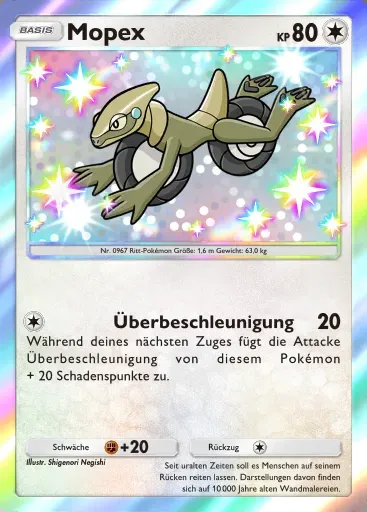 BASIS Mopex KP 80
Nr. 0967 Ritt-Pokémon Größe: 1,6 m Gewicht: 63,0 kg
Überbeschleunigung 20
Während deines nächsten Zuges fügt die Attacke
Überbeschleunigung von diesem Pokémon
+ 20 Schadenspunkte zu.
Schwäche +20 Rückzug
Illustr. Shigenori Negishi
Seit uralten Zeiten soll es Menschen auf seinem
Rücken reiten lassen. Darstellungen davon finden
sich auf 10 000 Jahre alten Wandmalereien.